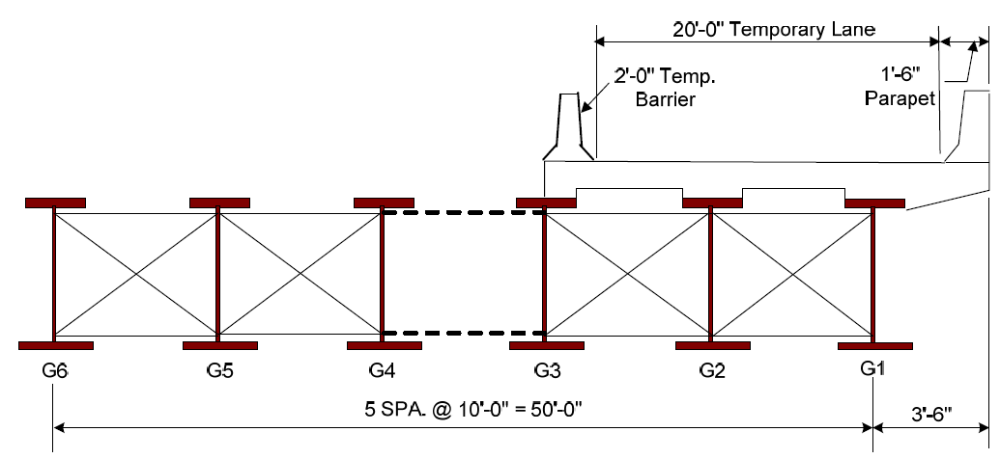 20'-0" Temporary Lane
2'-0" Temp.
Barrier
1'-6"
Parapet
G6
G5
G4
G3
G2
G1
5 SPA. @ 10'-0" = 50'-0"
3'-6"